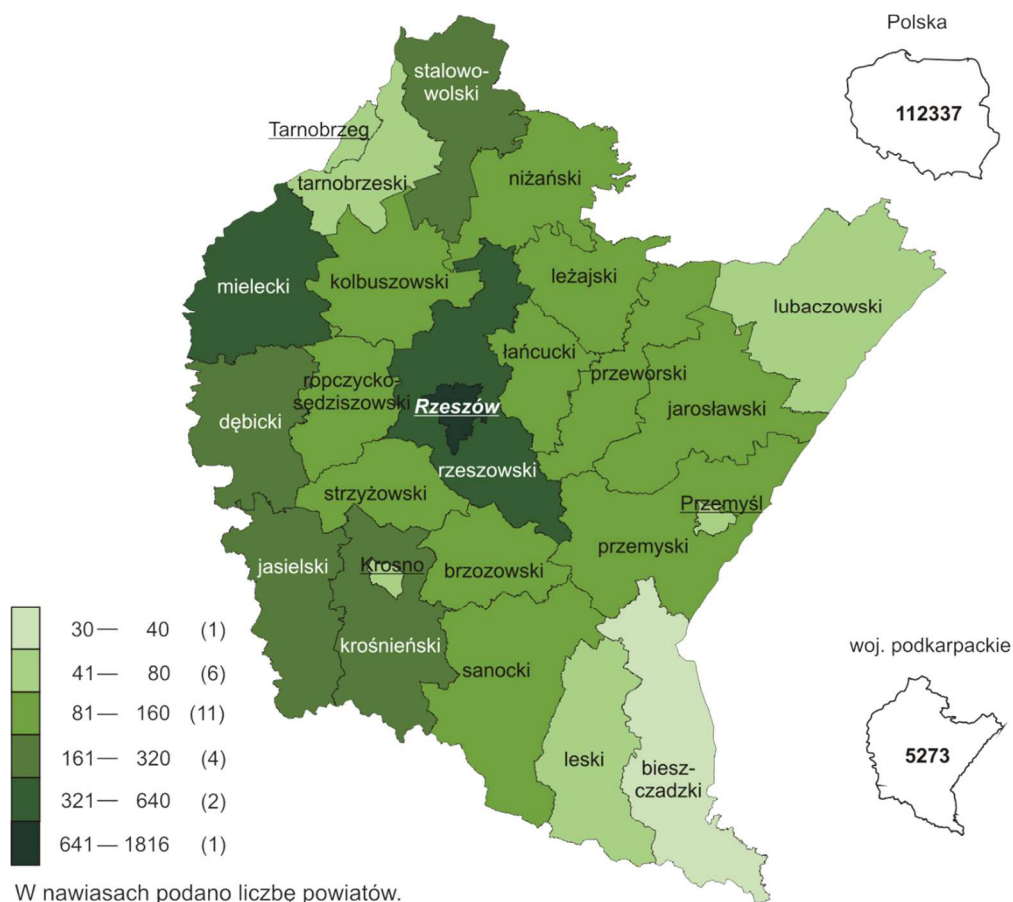 Polska
112337
stalowo-
wolski
Tarnobrzeg
tarnobrzeski
niżański
mielecki
kolbuszowski
leżajski
lubaczowski
łańcucki
ropczycko-
sędziszowski
przeworski
Rzeszów
jarosławski
dębicki
rzeszowski
strzyżowski
Przemyśl
przemyski
jasielski
Krosno
brzozowski
krośnieński
sanocki
leski
biesz-
czadzki
woj. podkarpackie
5273
30— 40 (1)
41— 80 (6)
81— 160 (11)
161— 320 (4)
321— 640 (2)
641— 1816 (1)
W nawiasach podano liczbę powiatów.